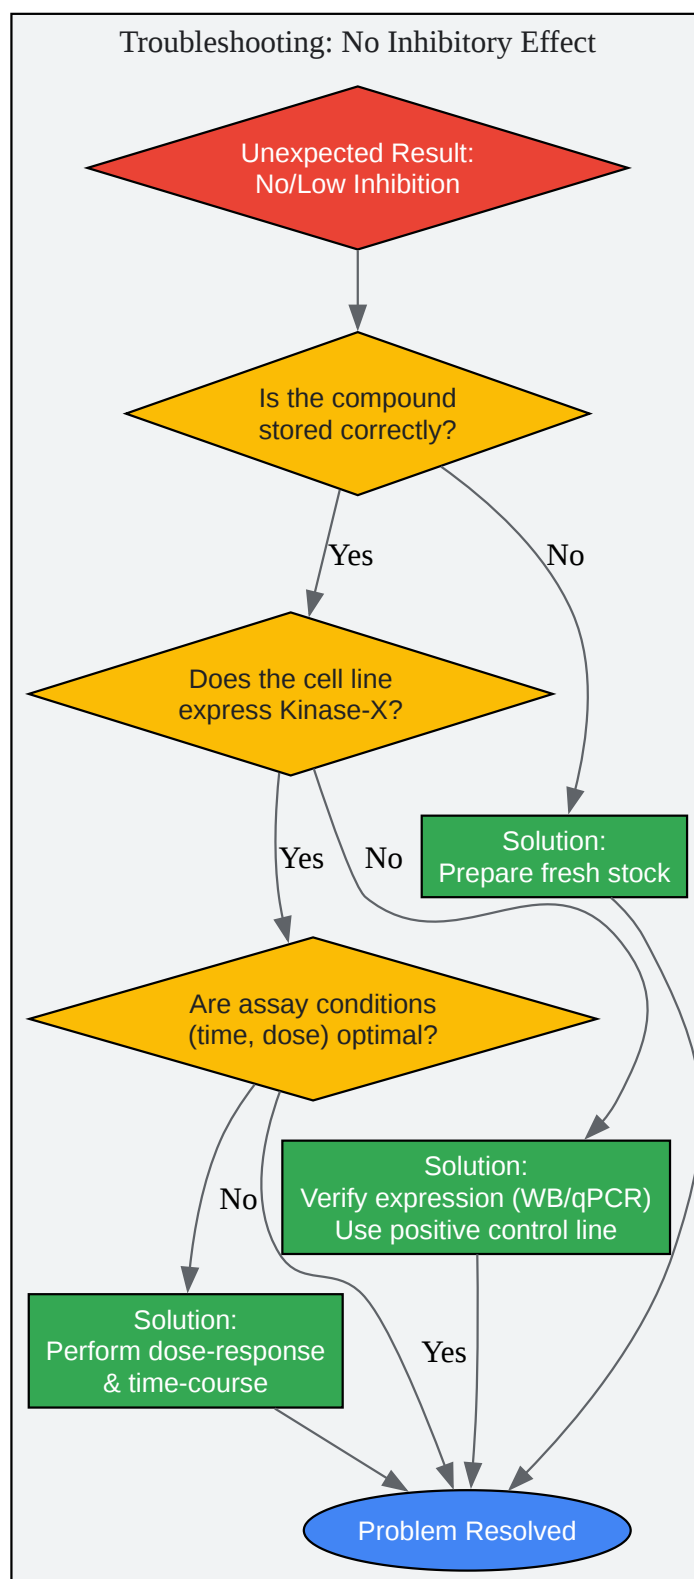 Troubleshooting: No Inhibitory Effect
Unexpected Result:
No/Low Inhibition
Is the compound
stored correctly?
Yes
No
Does the cell line
express Kinase-X?
Solution:
Prepare fresh stock
Yes
No
Are assay conditions
(time, dose) optimal?
Solution:
Verify expression (WB/qPCR)
Use positive control line
No
Solution:
Perform dose-response
& time-course
Yes
Problem Resolved